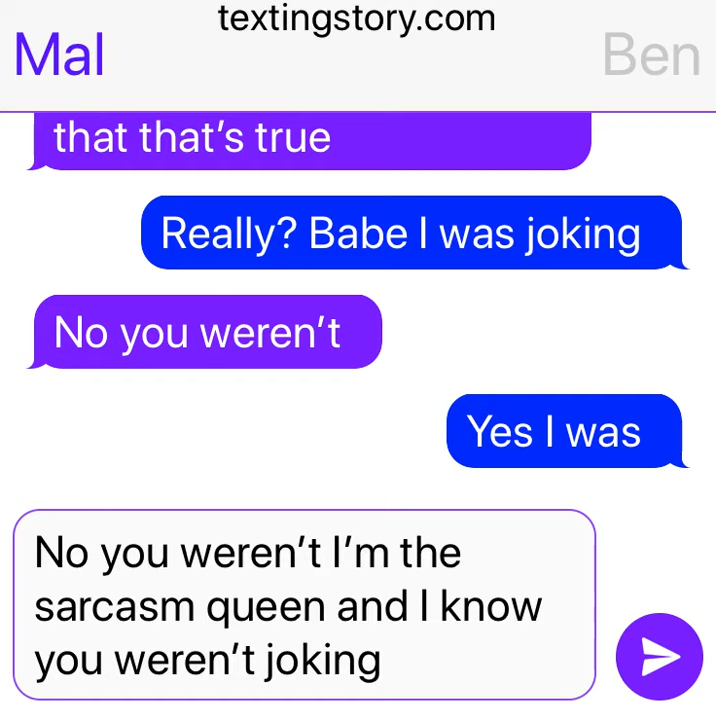 textingstory.com
Mal
Ben
that that’s true
Really? Babe I was joking
No you weren’t
Yes I was
No you weren’t I’m the
sarcasm queen and I know
you weren’t joking